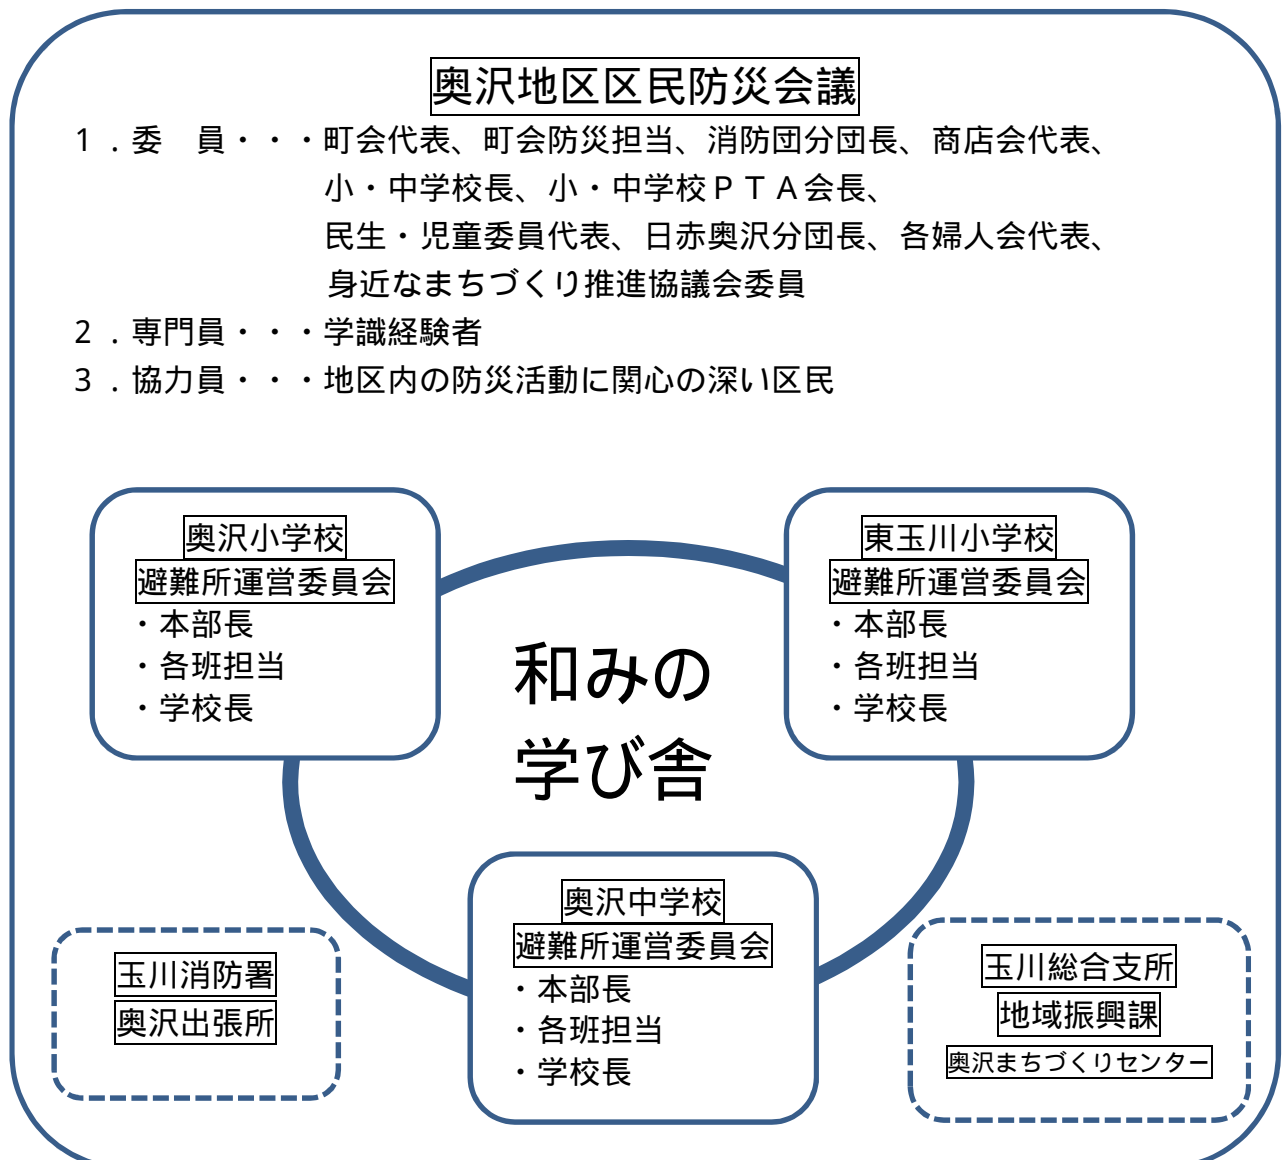 奥沢地区区民防災会議
１．委　員・・・町会代表、町会防災担当、消防団分団長、商店会代表、
小・中学校長、小・中学校ＰＴＡ会長、
民生・児童委員代表、日赤奥沢分団長、各婦人会代表、
身近なまちづくり推進協議会委員
２．専門員・・・学識経験者
３．協力員・・・地区内の防災活動に関心の深い区民
奥沢小学校
避難所運営委員会
・本部長
・各班担当
・学校長
東玉川小学校
避難所運営委員会
・本部長
・各班担当
・学校長
和みの
学び舎
奥沢中学校
避難所運営委員会
・本部長
・各班担当
・学校長
玉川消防署
奥沢出張所
玉川総合支所
地域振興課
奥沢まちづくりセンター